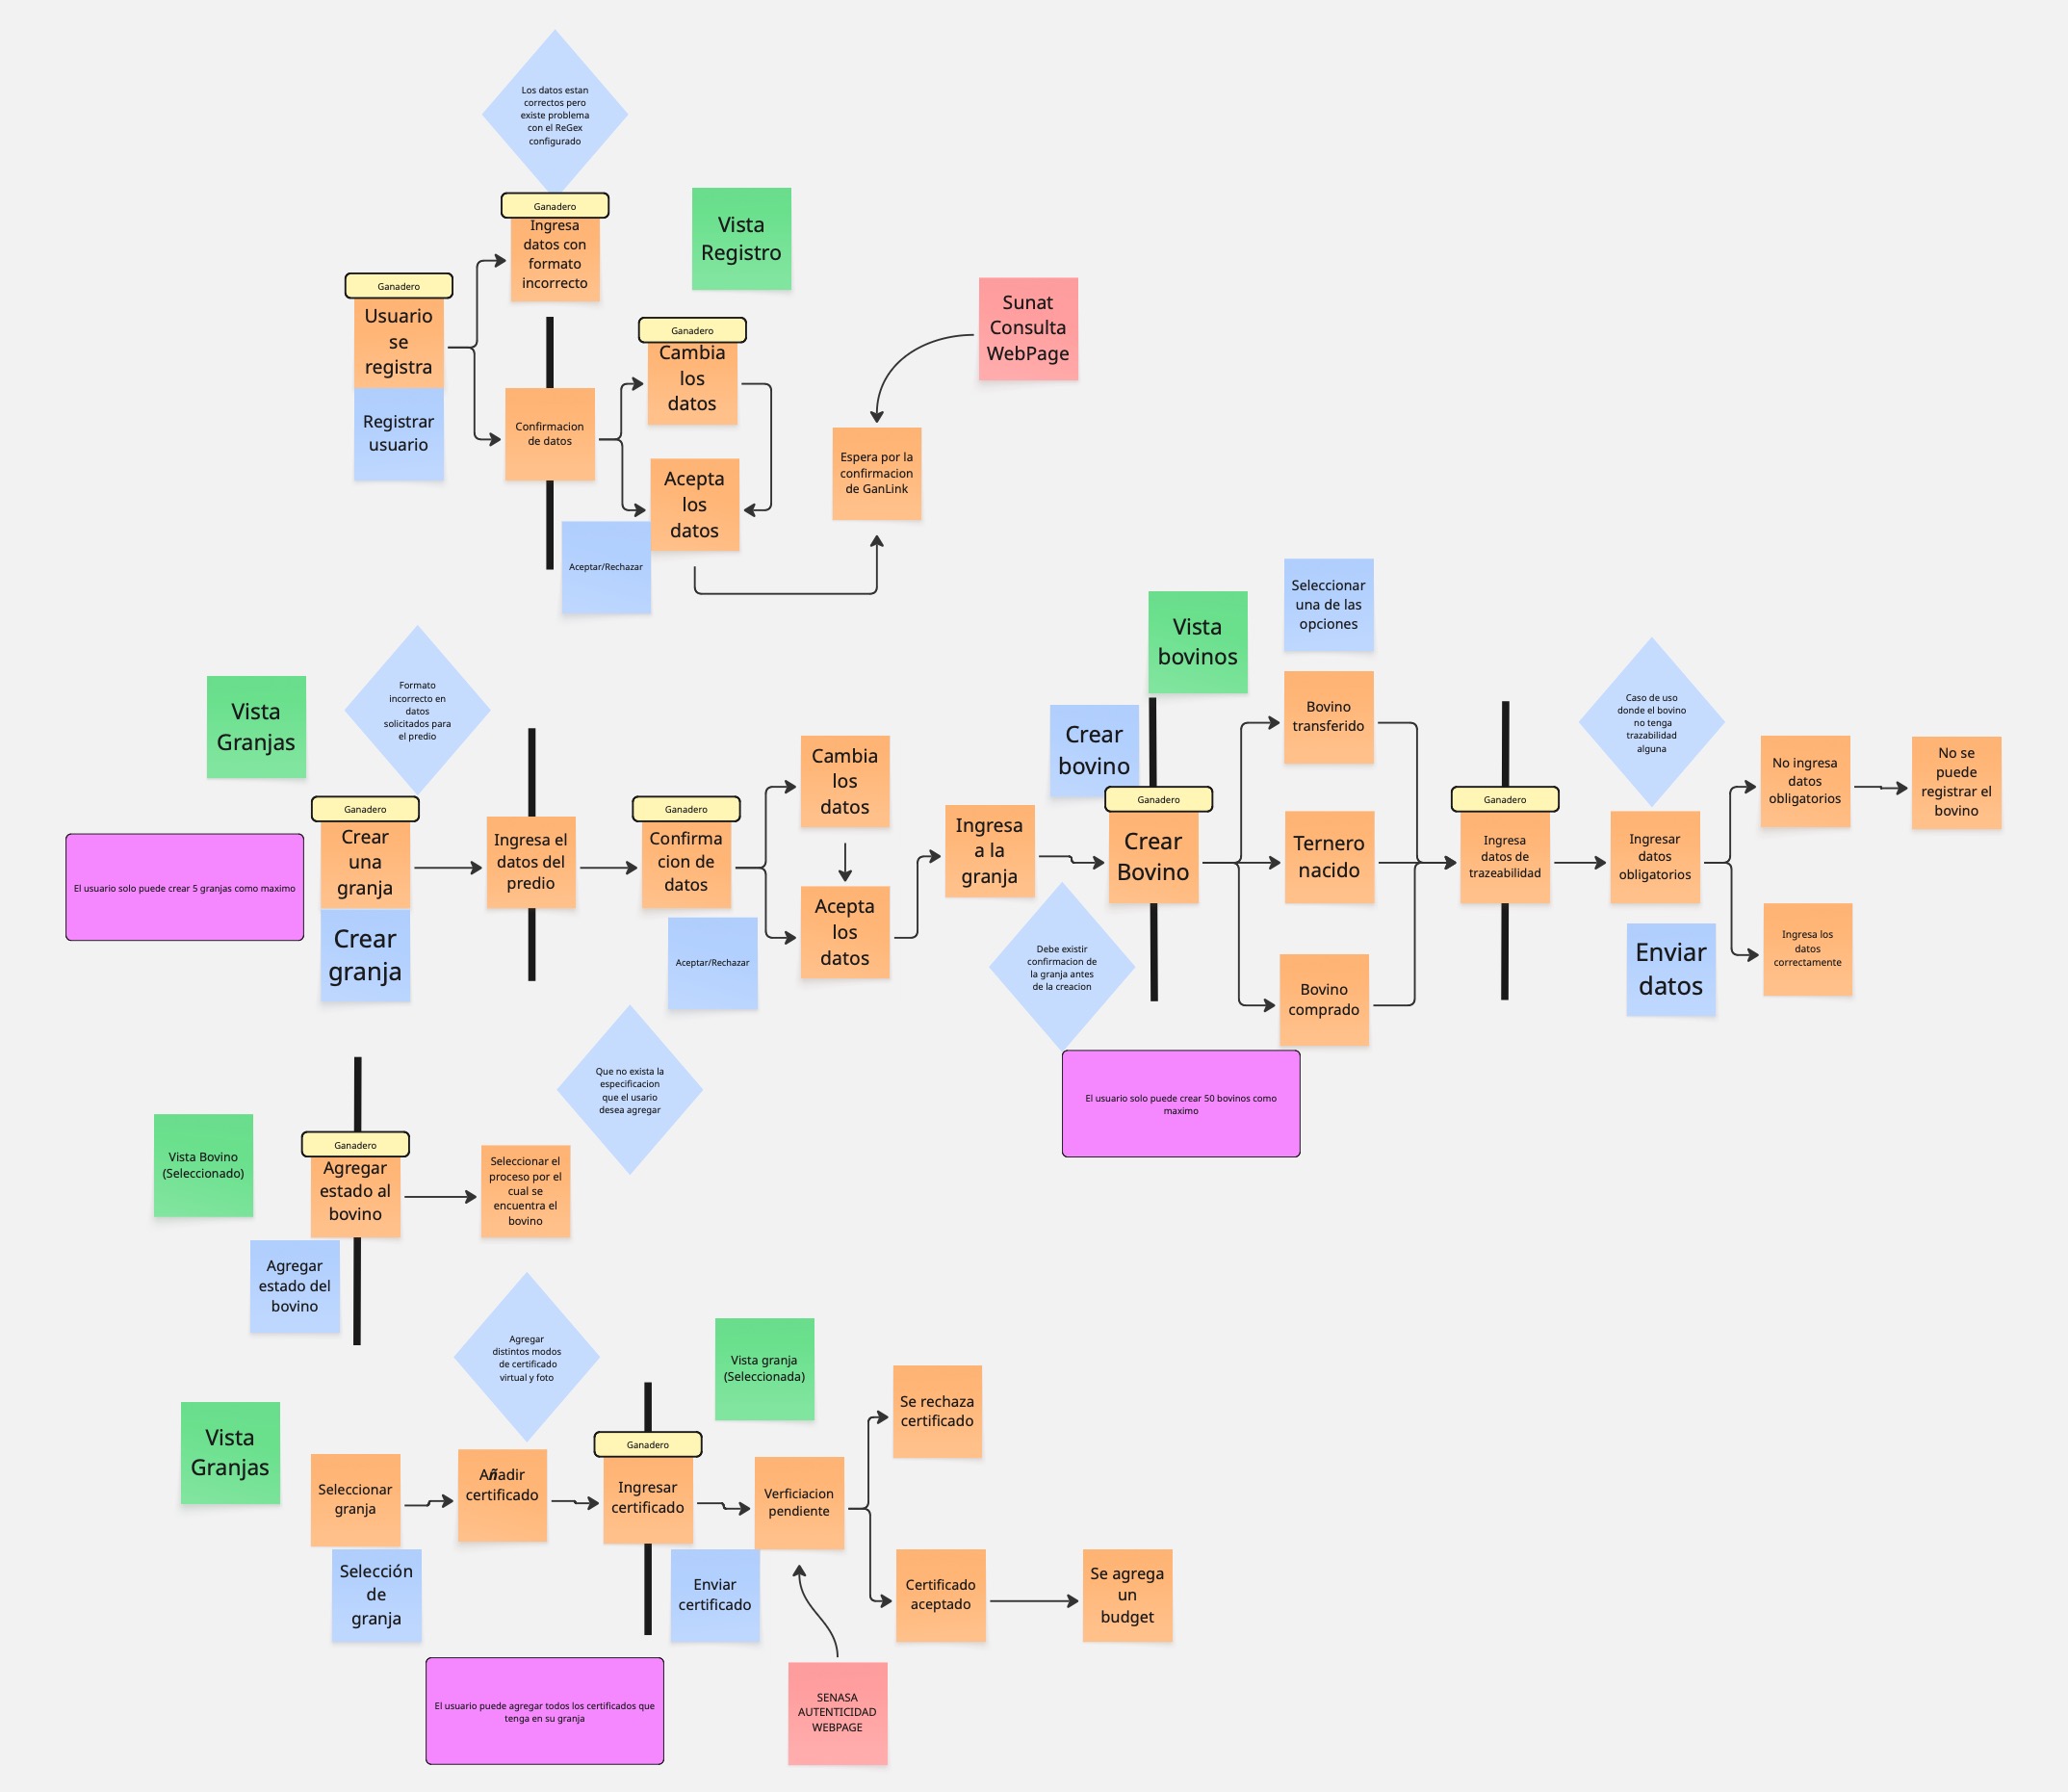 Los datos estan
correctos pero
existe problema
con el ReGex
configurado
Ganadero
Ingresa
datos con
formato
incorrecto
Vista
Registro
Ganadero
Usuario
se
registra
Registrar
usuario
Confirmacion
de datos
Ganadero
Cambia
los
datos
Acepta
los
datos
Aceptar/Rechazar
Sunat
Consulta
WebPage
Espera por la
confirmacion
de GanLink
Vista
Granjas
Formato
incorrecto en
datos
solicitados para
el predio
El usuario solo puede crear 5 granjas como maximo
Ganadero
Crear
una
granja
Crear
granja
Ingresa el
datos del
predio
Ganadero
Confirma
cion de
datos
Aceptar/Rechazar
Cambia
los
datos
Acepta
los
datos
Ingresa
a la
granja
Vista
bovinos
Crear
bovino
Ganadero
Crear
Bovino
Debe existir
confirmacion de
la granja antes
de la creacion
El usuario solo puede crear 50 bovinos como
maximo
Seleccionar
una de las
opciones
Bovino
transferido
Ternero
nacido
Bovino
comprado
Ganadero
Ingresa
datos de
trazeabilidad
Caso de uso
donde el bovino
no tenga
trazabilidad
alguna
Ingresar
datos
obligatorios
Enviar
datos
No ingresa
datos
obligatorios
No se
puede
registrar el
bovino
Ingresa los
datos
correctamente
Que no exista la
especificacion
que el usario
desea agregar
Vista Bovino
(Seleccionado)
Ganadero
Agregar
estado al
bovino
Seleccionar el
proceso por el
cual se
encuentra el
bovino
Agregar
estado del
bovino
Agregar
distintos modos
de certificado
virtual y foto
Vista granja
(Seleccionada)
Vista
Granjas
Seleccionar
granja
Selección
de
granja
Añadir
certificado
Ganadero
Ingresar
certificado
Enviar
certificado
Verficiacion
pendiente
Se rechaza
certificado
Certificado
aceptado
Se agrega
un
budget
El usuario puede agregar todos los certificados que
tenga en su granja
SENASA
AUTENTICIDAD
WEBPAGE